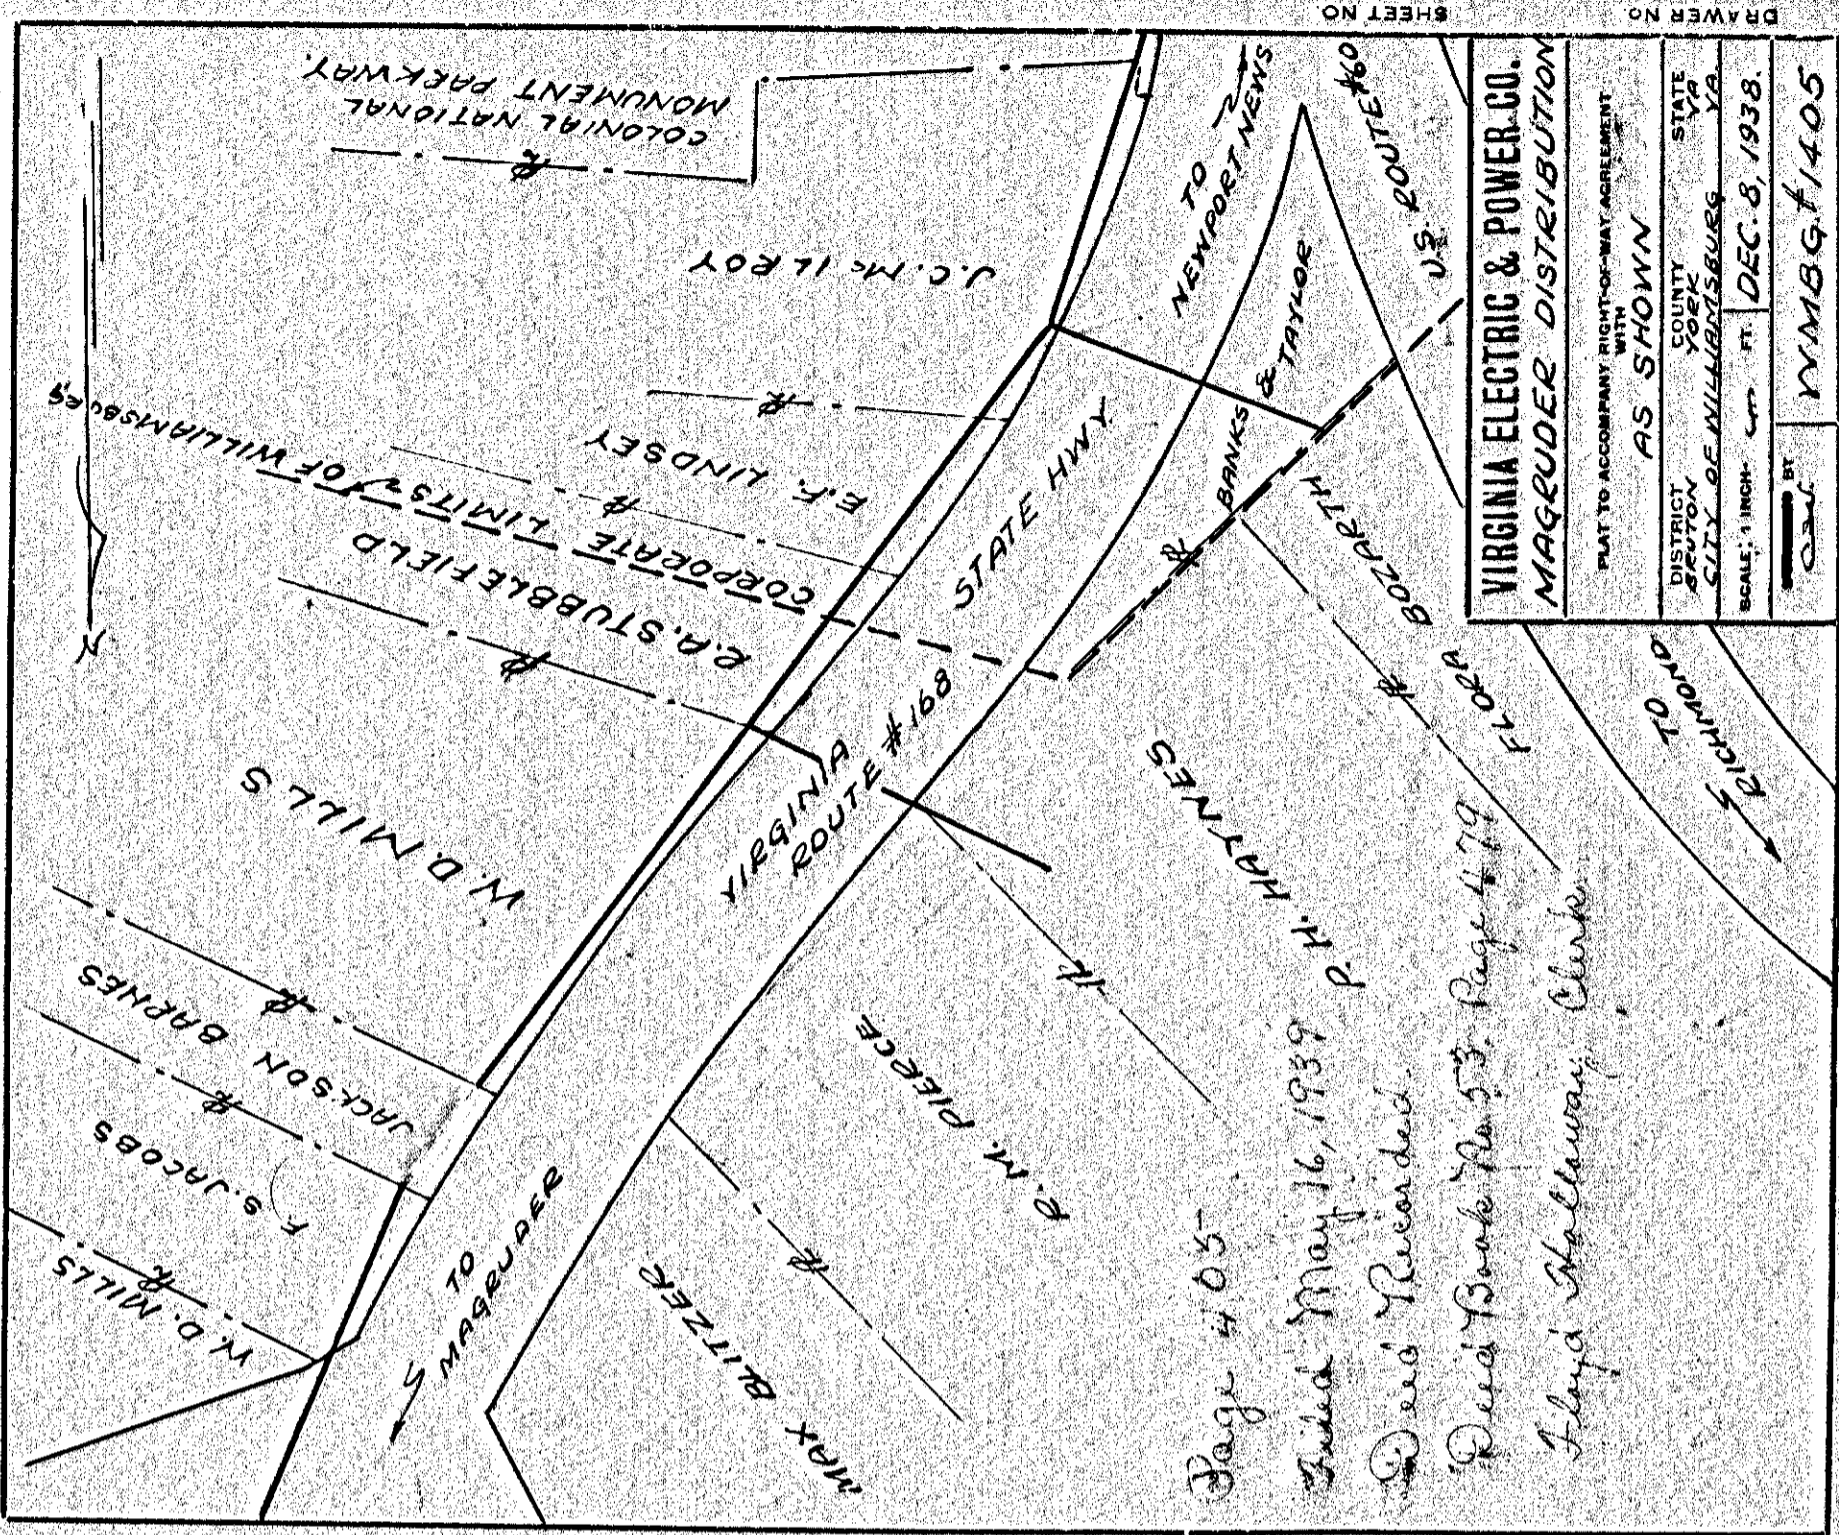 SHEET NO
DRAWER NO
COLONIAL NATIONAL
MONUMENT PARKWAY.
J.C. Mc ILROY
E.F. LINDSEY
CORPORATE LIMITS OF WILLIAMSBURG
R.A. STUBBLEFIELD
W. D. MILLS
JACKSON BARNES
F. S. JACOBS
W. D. MILLS
TO
NEWPORT NEWS
U.S. ROUTE #60
BANKS & TAYLOR
STATE HWY.
VIRGINIA
ROUTE #168
TO
MAGRUDER
FLORA BOZARTH
R. H. HAYNES
R. M. PIERCE
MAX BLITZER
TO
RICHMOND
VIRGINIA ELECTRIC & POWER CO.
MAGRUDER DISTRIBUTION
PLAT TO ACCOMPANY RIGHT-OF-WAY AGREEMENT
WITH
AS SHOWN
DISTRICT COUNTY STATE
BRUTON YORK VA
CITY OF WILLIAMSBURG VA.
SCALE: 1 INCH= FT. DEC. 8, 1938.
BY
WMBG.# 1405
Page 405
Filed May 16, 1939
Deed Recorded
Deed Book No 53. Page 479
Floyd Holloway, Clerk